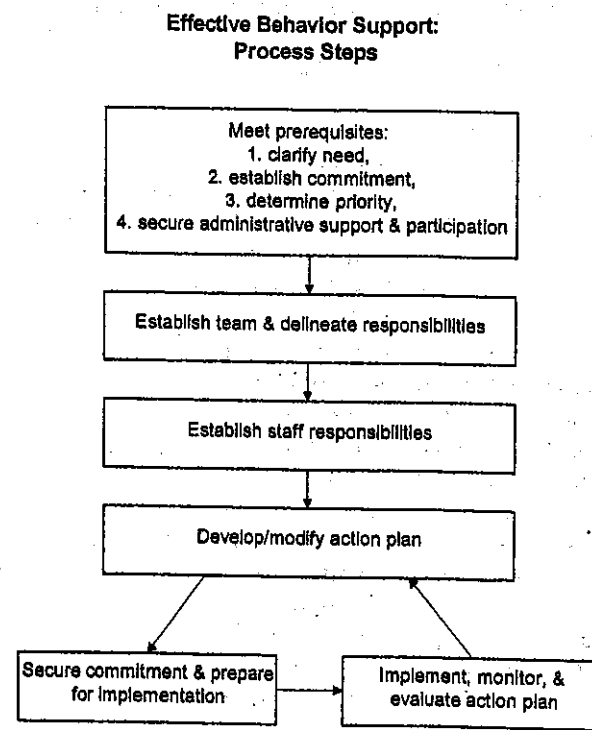 Effective Behavior Support:
Process Steps
Meet prerequisites:
1. clarify need,
2. establish commitment,
3. determine priority,
4. secure administrative support & participation
Establish team & delineate responsibilities
Establish staff responsibilities
Develop/modify action plan
Secure commitment & prepare
for implementation
Implement, monitor, &
evaluate action plan